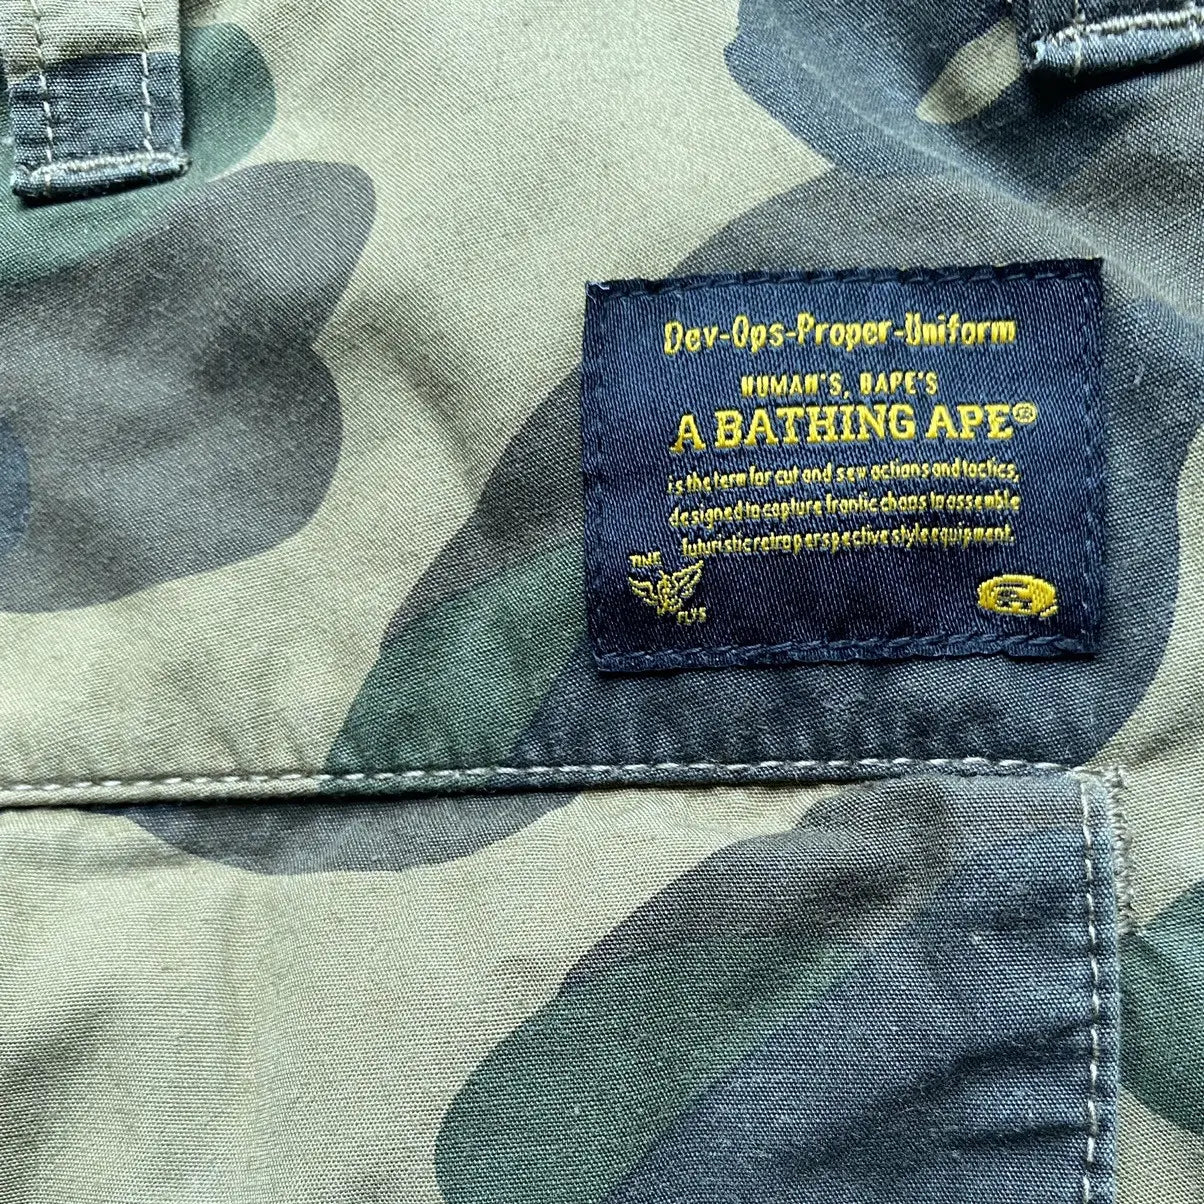 Dev-Ops-Proper-Uniform
HUMAN'S, BAPE'S
A BATHING APE®
is the term for cut and sew actions and tactics,
designed to capture frantic chaos to assemble
futuristic retro perspective style equipment.
TIME
FLYS